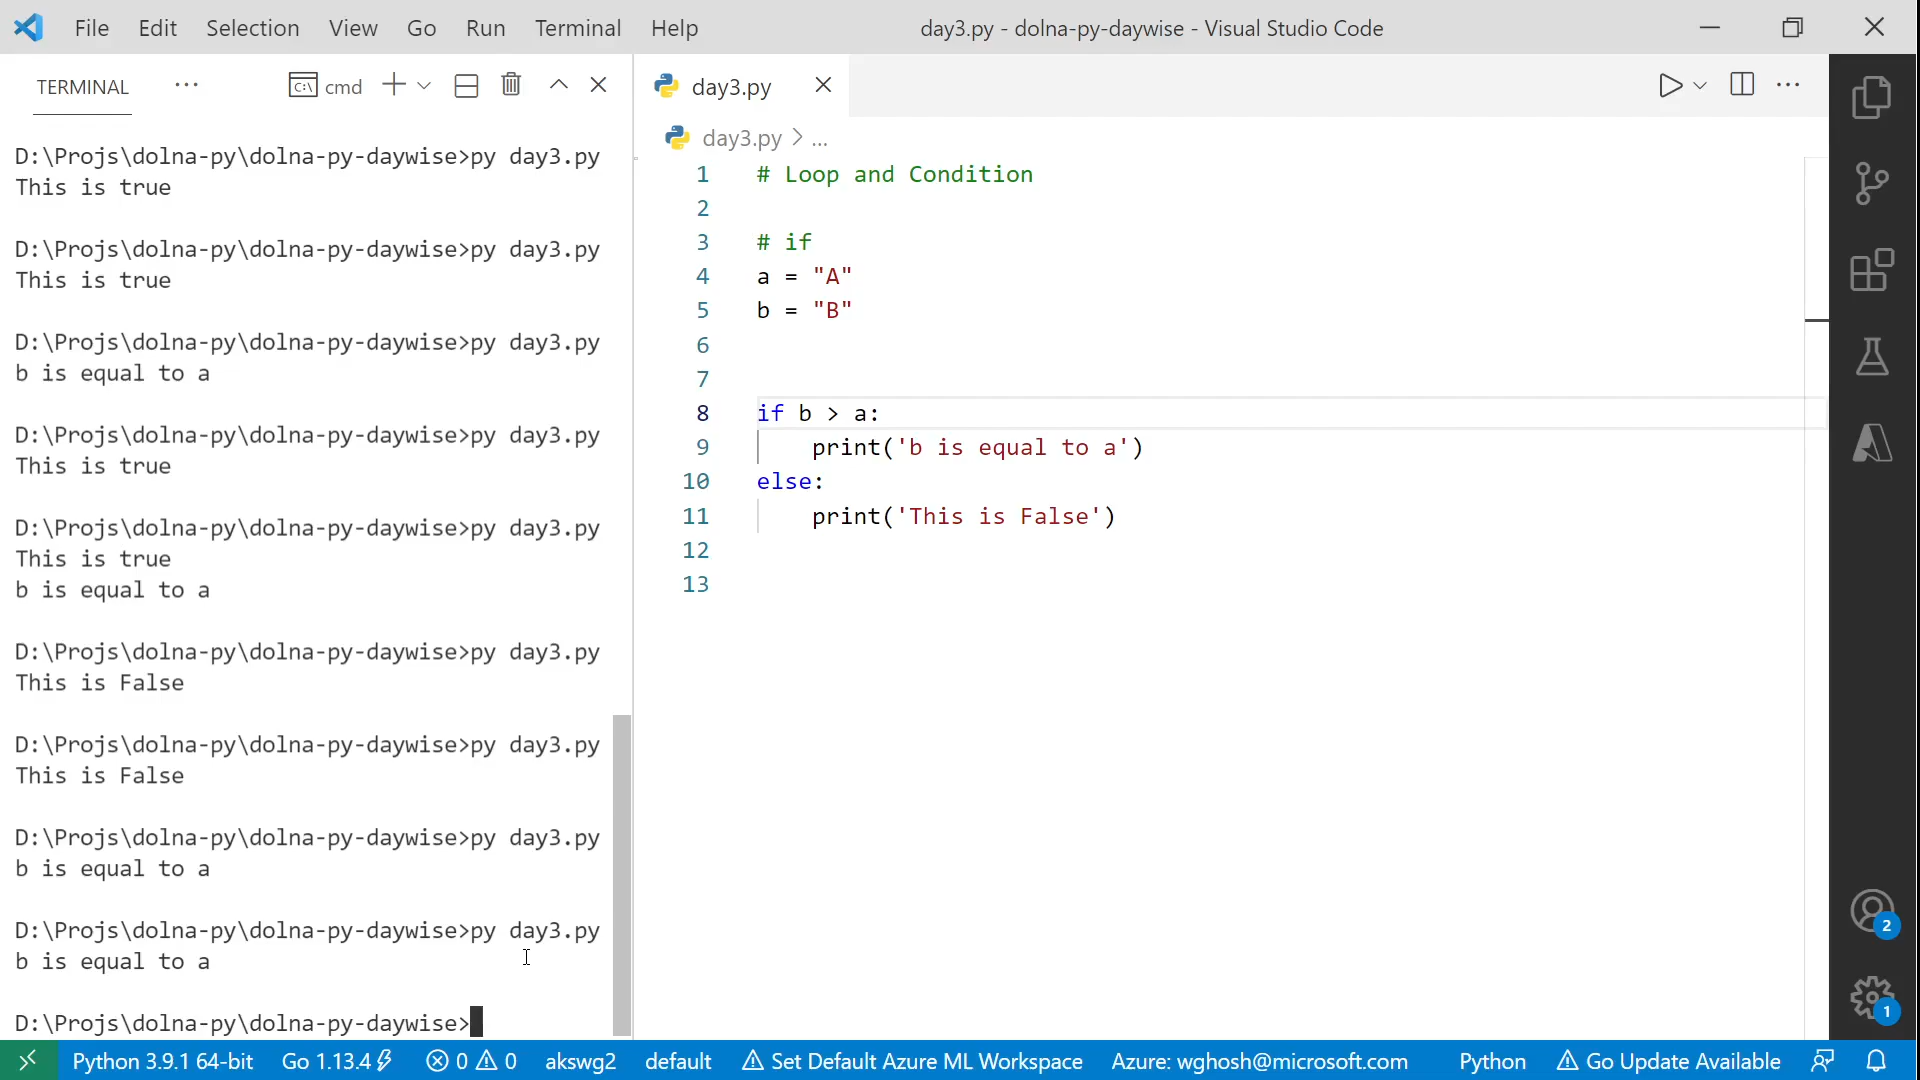 File Edit Selection View Go Run Terminal Help
day3.py - dolna-py-daywise - Visual Studio Code
TERMINAL ... cmd
D:\Projs\dolna-py\dolna-py-daywise>py day3.py
This is true
D:\Projs\dolna-py\dolna-py-daywise>py day3.py
This is true
D:\Projs\dolna-py\dolna-py-daywise>py day3.py
b is equal to a
D:\Projs\dolna-py\dolna-py-daywise>py day3.py
This is true
D:\Projs\dolna-py\dolna-py-daywise>py day3.py
This is true
b is equal to a
D:\Projs\dolna-py\dolna-py-daywise>py day3.py
This is False
D:\Projs\dolna-py\dolna-py-daywise>py day3.py
This is False
D:\Projs\dolna-py\dolna-py-daywise>py day3.py
b is equal to a
D:\Projs\dolna-py\dolna-py-daywise>py day3.py
b is equal to a
D:\Projs\dolna-py\dolna-py-daywise>
day3.py
day3.py > ...
1 # Loop and Condition
2
3 # if
4 a = "A"
5 b = "B"
6
7
8 if b > a:
9     print('b is equal to a')
10 else:
11     print('This is False')
12
13
2
1
Python 3.9.1 64-bit Go 1.13.4 0 0 akswg2 default Set Default Azure ML Workspace Azure: wghosh@microsoft.com Python Go Update Available